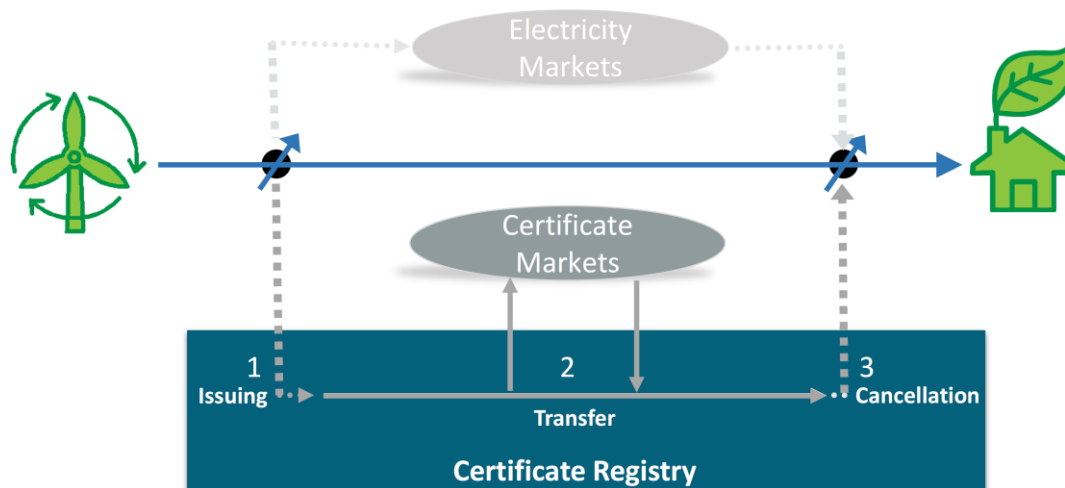 Electricity
Markets
Certificate
Markets
1
2
3
Issuing
Cancellation
Transfer
Certificate Registry